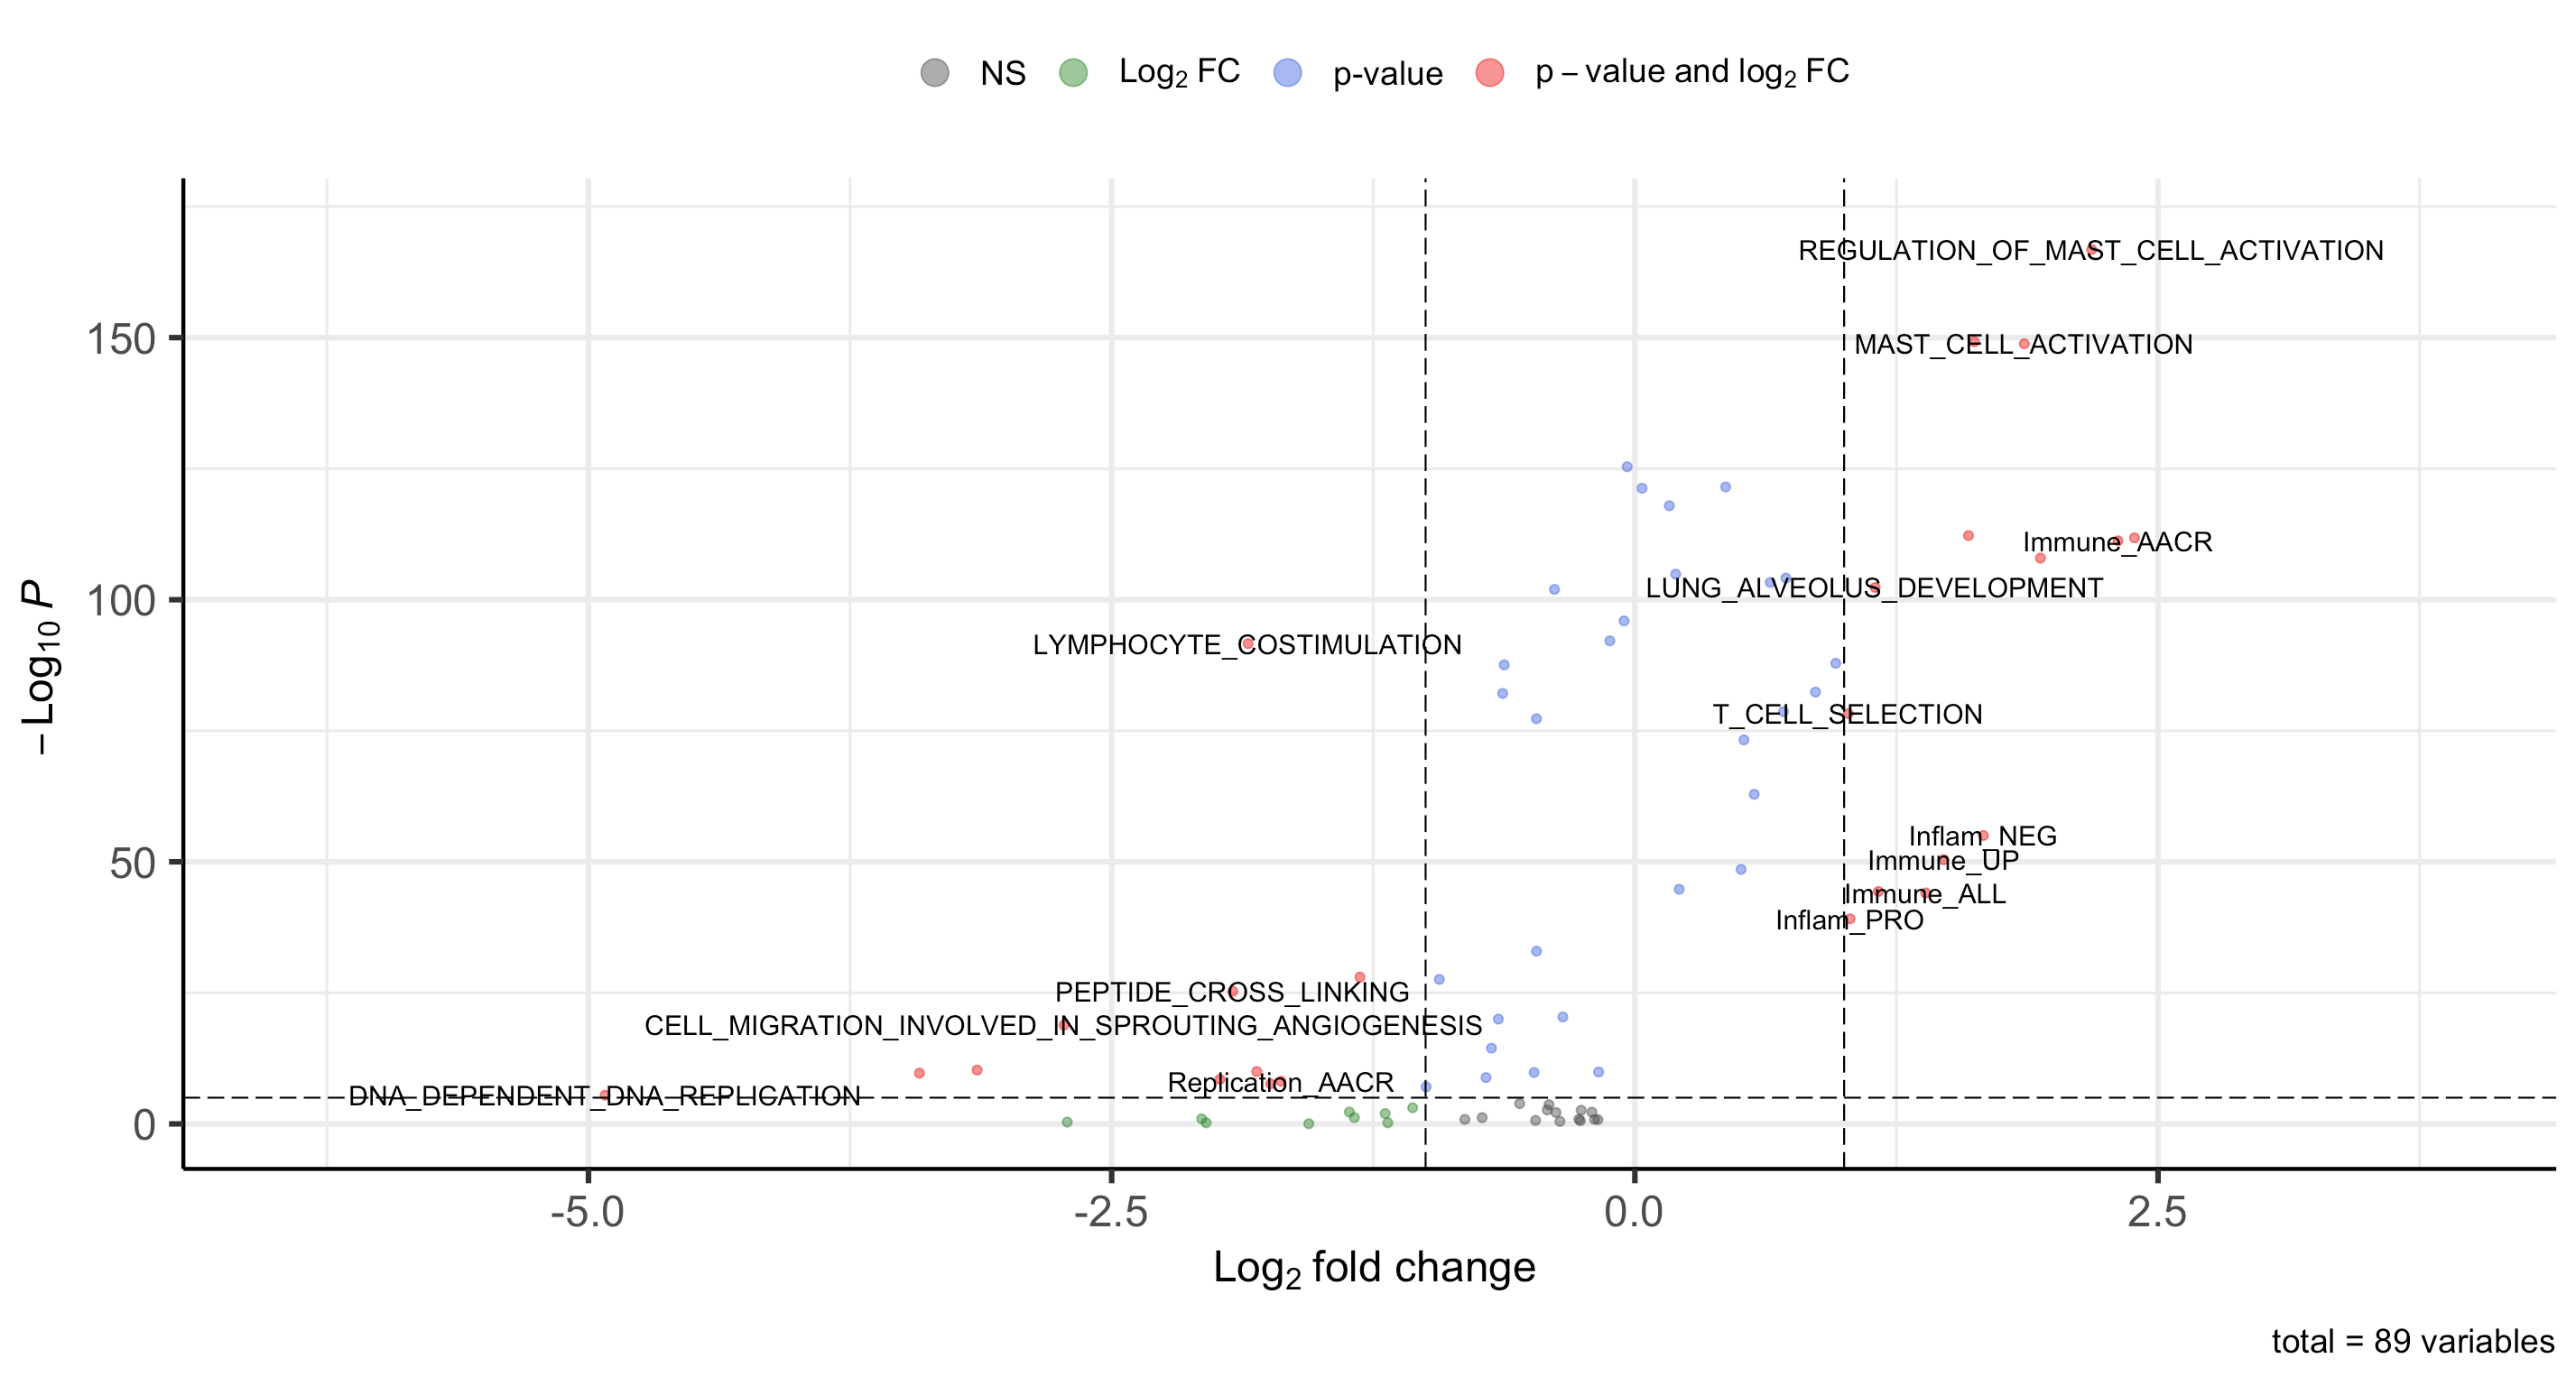 NS Log2 FC p-value p – value and log2 FC
REGULATION_OF_MAST_CELL_ACTIVATION
150
MAST_CELL_ACTIVATION
Immune_AACR
100
LUNG_ALVEOLUS_DEVELOPMENT
LYMPHOCYTE_COSTIMULATION
T_CELL_SELECTION
–Log10 P
Inflam_NEG
50
Immune_UP
Immune_ALL
Inflam_PRO
PEPTIDE_CROSS_LINKING
CELL_MIGRATION_INVOLVED_IN_SPROUTING_ANGIOGENESIS
Replication_AACR
DNA_DEPENDENT_DNA_REPLICATION
0
-5.0 -2.5 0.0 2.5
Log2 fold change
total = 89 variables